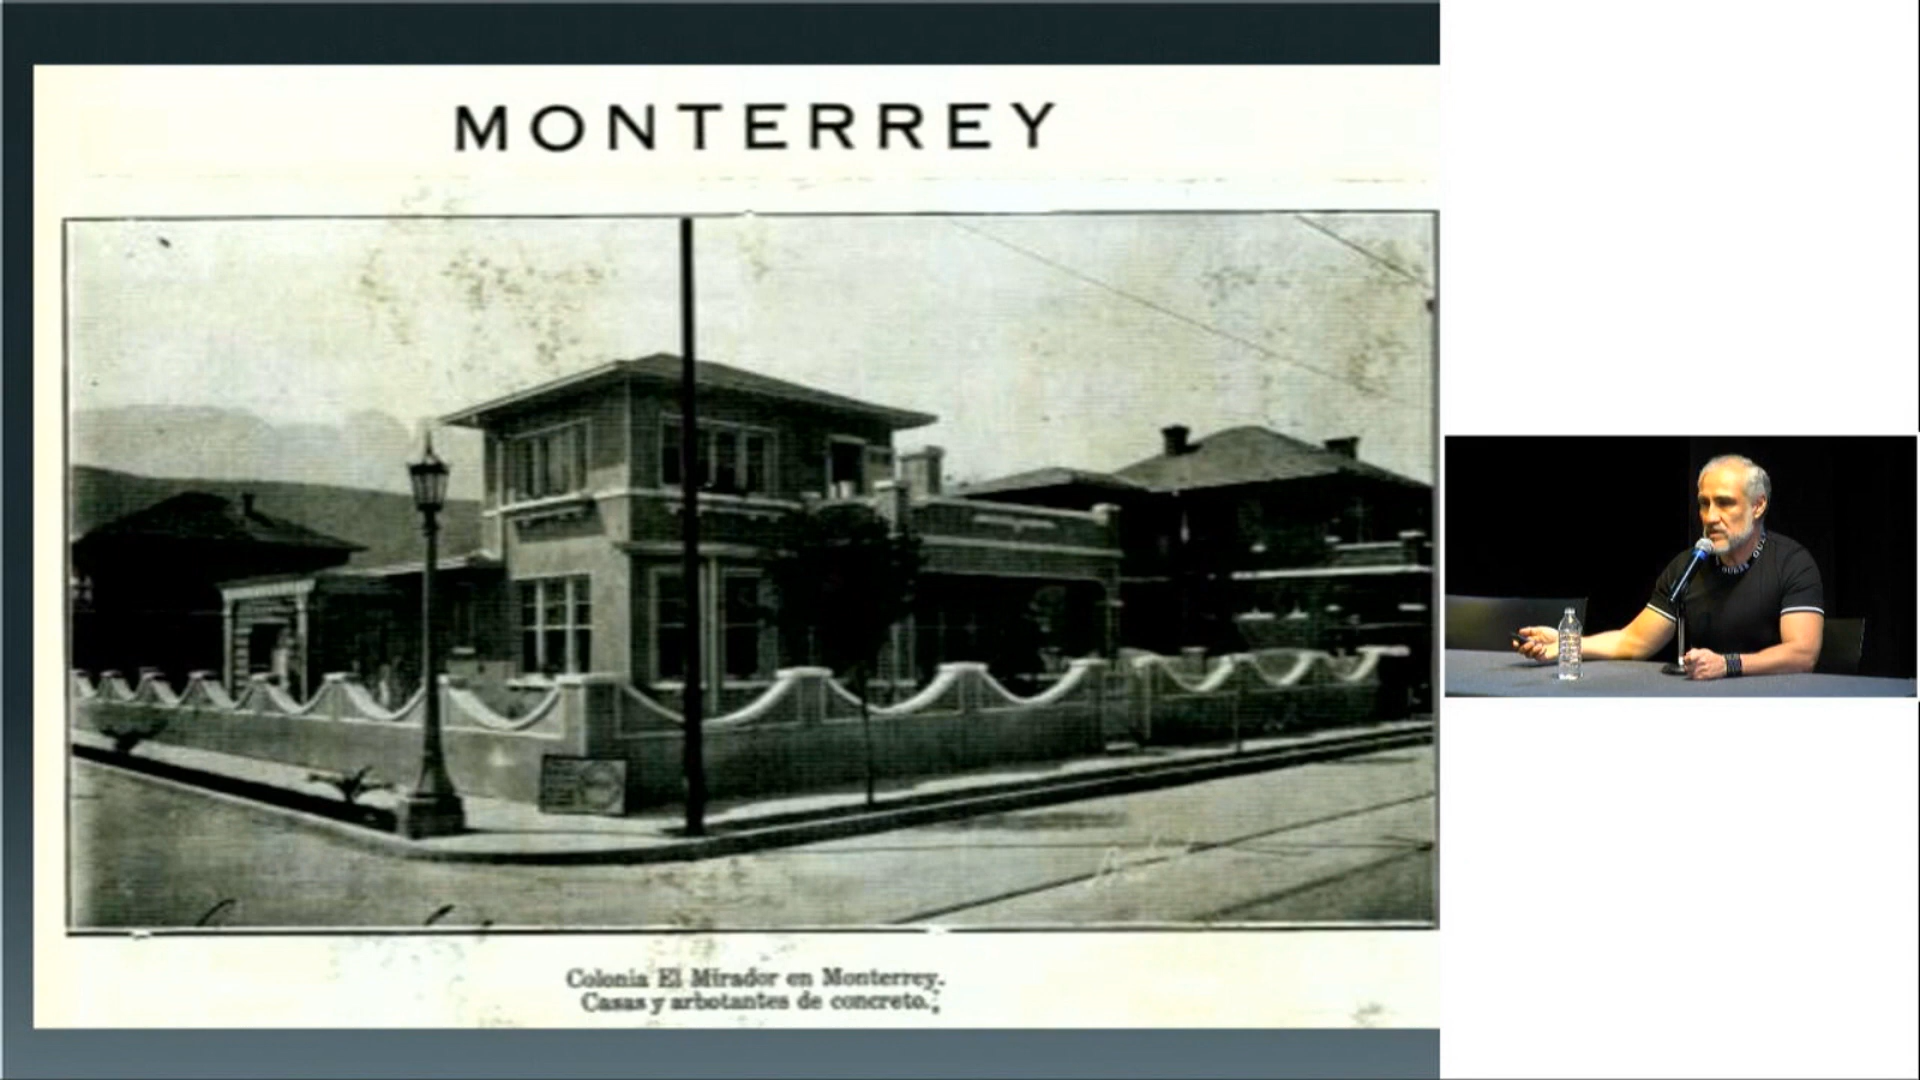 MONTERREY
Colonia El Mirador en Monterrey.
Casas y arbotantes de concreto.;